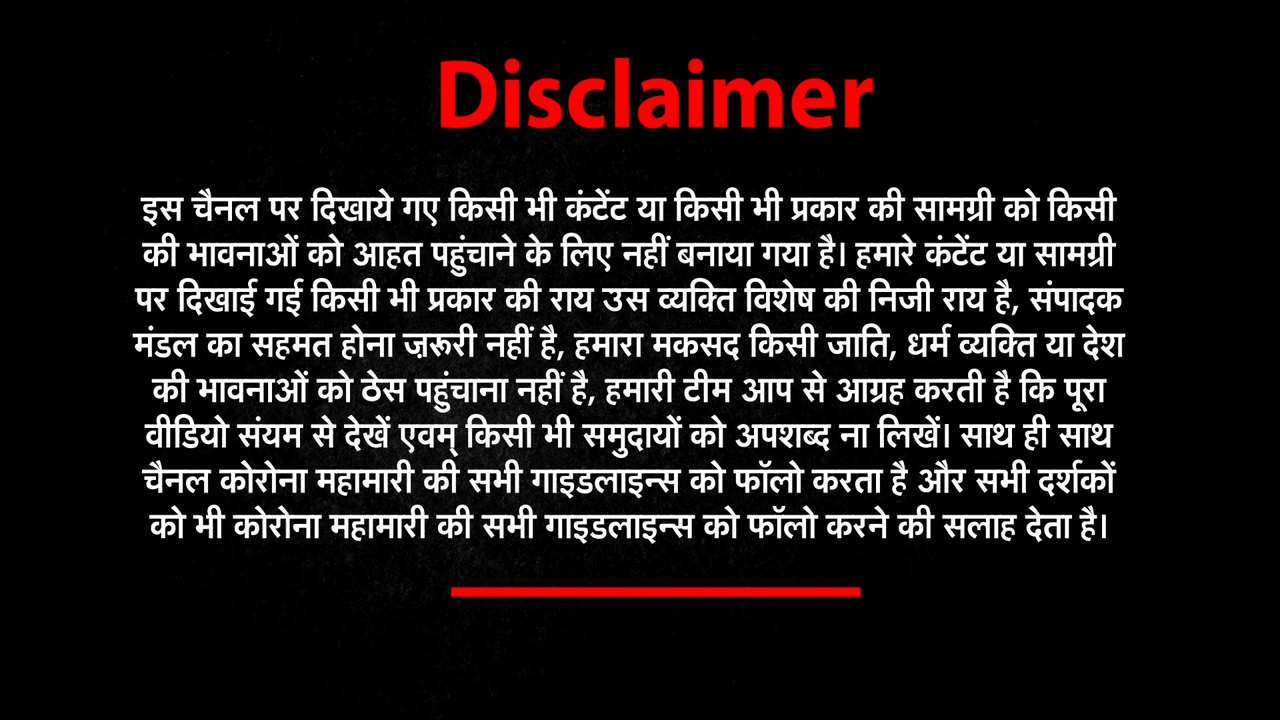 Disclaimer
इस चैनल पर दिखाये गए किसी भी कंटेंट या किसी भी प्रकार की सामग्री को किसी
की भावनाओं को आहत पहुंचाने के लिए नहीं बनाया गया है। हमारे कंटेंट या सामग्री
पर दिखाई गई किसी भी प्रकार की राय उस व्यक्ति विशेष की निजी राय है, संपादक
मंडल का सहमत होना ज़रूरी नहीं है, हमारा मकसद किसी जाति, धर्म व्यक्ति या देश
की भावनाओं को ठेस पहुंचाना नहीं है, हमारी टीम आप से आग्रह करती है कि पूरा
वीडियो संयम से देखें एवम् किसी भी समुदायों को अपशब्द ना लिखें। साथ ही साथ
चैनल कोरोना महामारी की सभी गाइडलाइन्स को फॉलो करता है और सभी दर्शकों
को भी कोरोना महामारी की सभी गाइडलाइन्स को फॉलो करने की सलाह देता है।